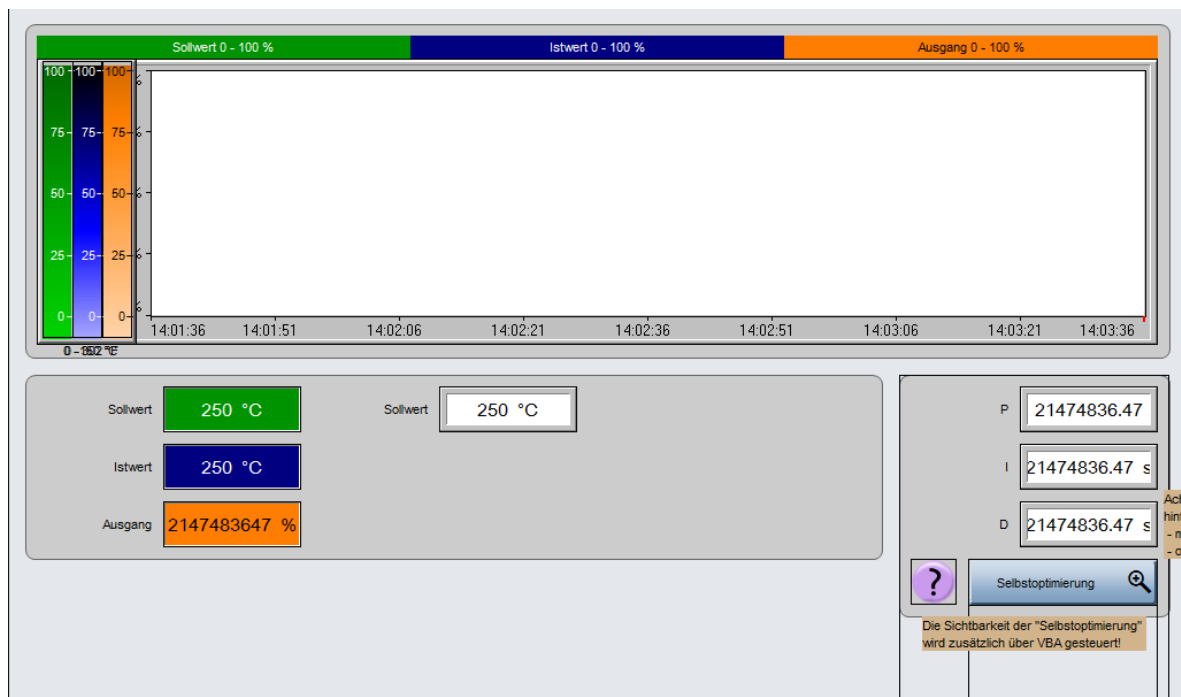 Sollwert 0 - 100 %
Istwert 0 - 100 %
Ausgang 0 - 100 %
100 100 100
75 75 75
50 50 50
25 25 25
0 0 0
14:01:36 14:01:51 14:02:06 14:02:21 14:02:36 14:02:51 14:03:06 14:03:21 14:03:36
Sollwert 250 °C
Sollwert 250 °C
Istwert 250 °C
Ausgang 2147483647 %
P 21474836.47
I 21474836.47 s
D 21474836.47 s
?
Selbstoptimierung
Die Sichtbarkeit der "Selbstoptimierung"
wird zusätzlich über VBA gesteuert!